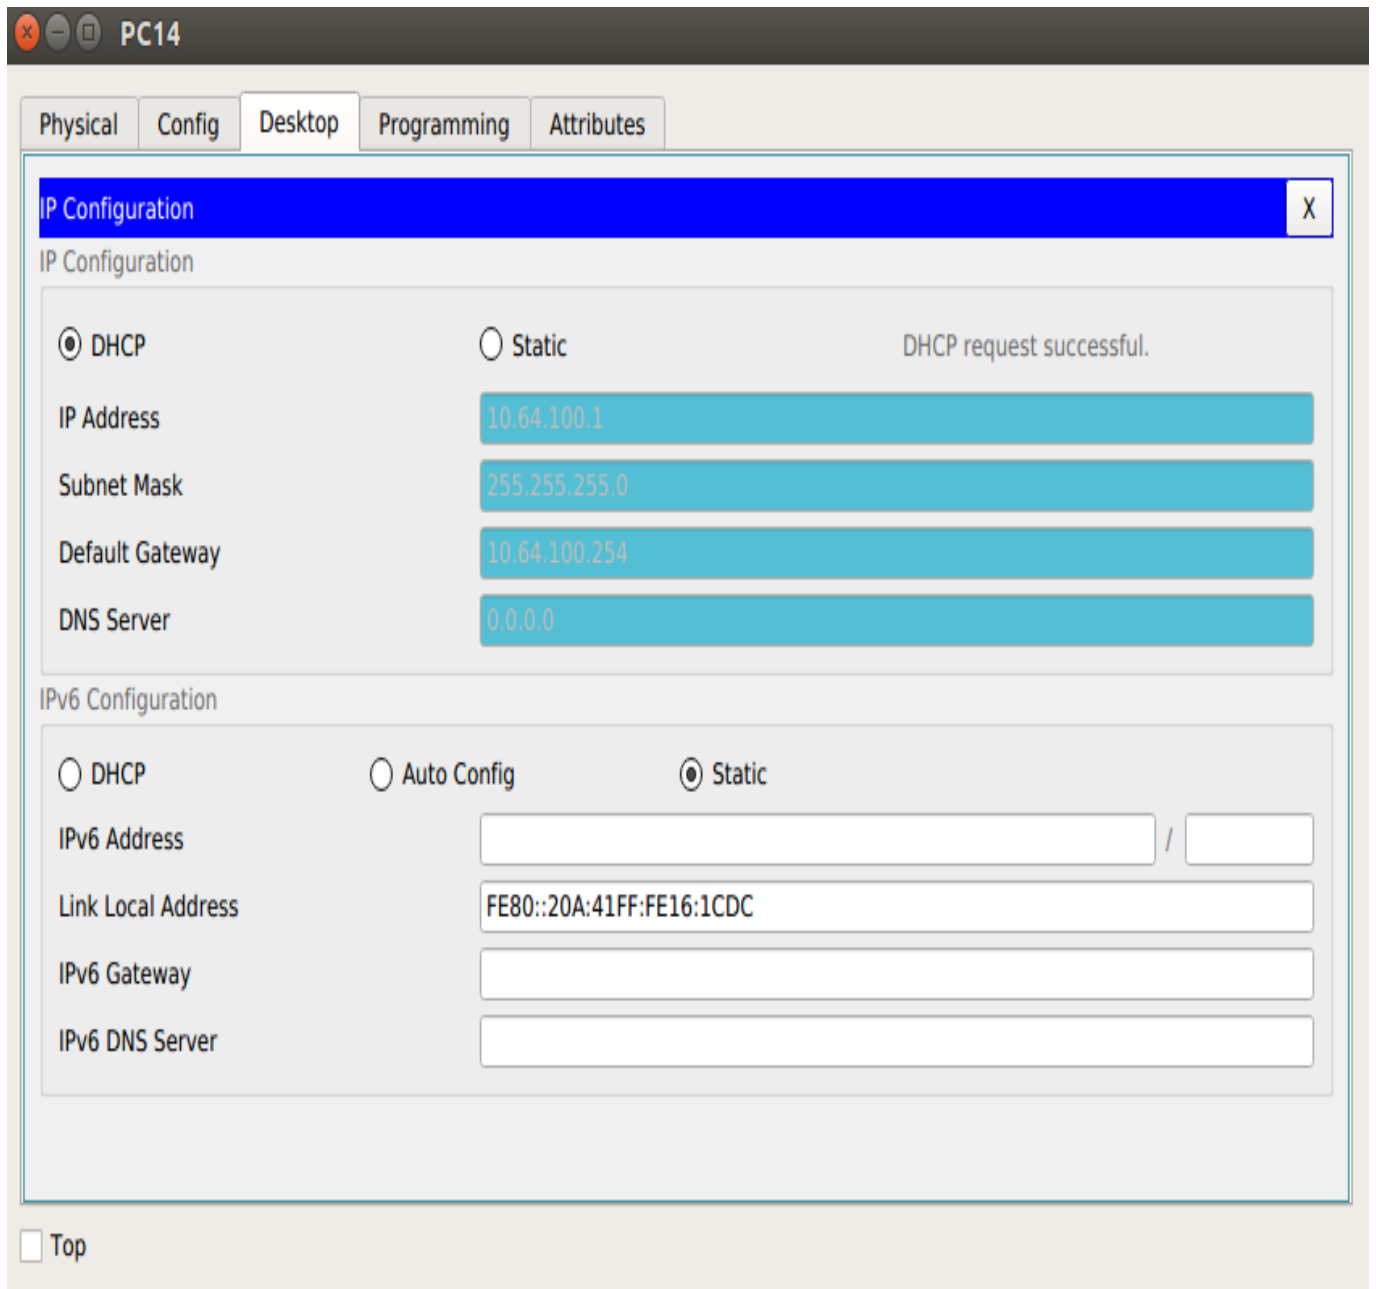 PC14
Physical Config Desktop Programming Attributes
IP Configuration X
IP Configuration
DHCP Static DHCP request successful.
IP Address 10.64.100.1
Subnet Mask 255.255.255.0
Default Gateway 10.64.100.254
DNS Server 0.0.0.0
IPv6 Configuration
DHCP Auto Config Static
IPv6 Address /
Link Local Address FE80::20A:41FF:FE16:1CDC
IPv6 Gateway
IPv6 DNS Server
Top